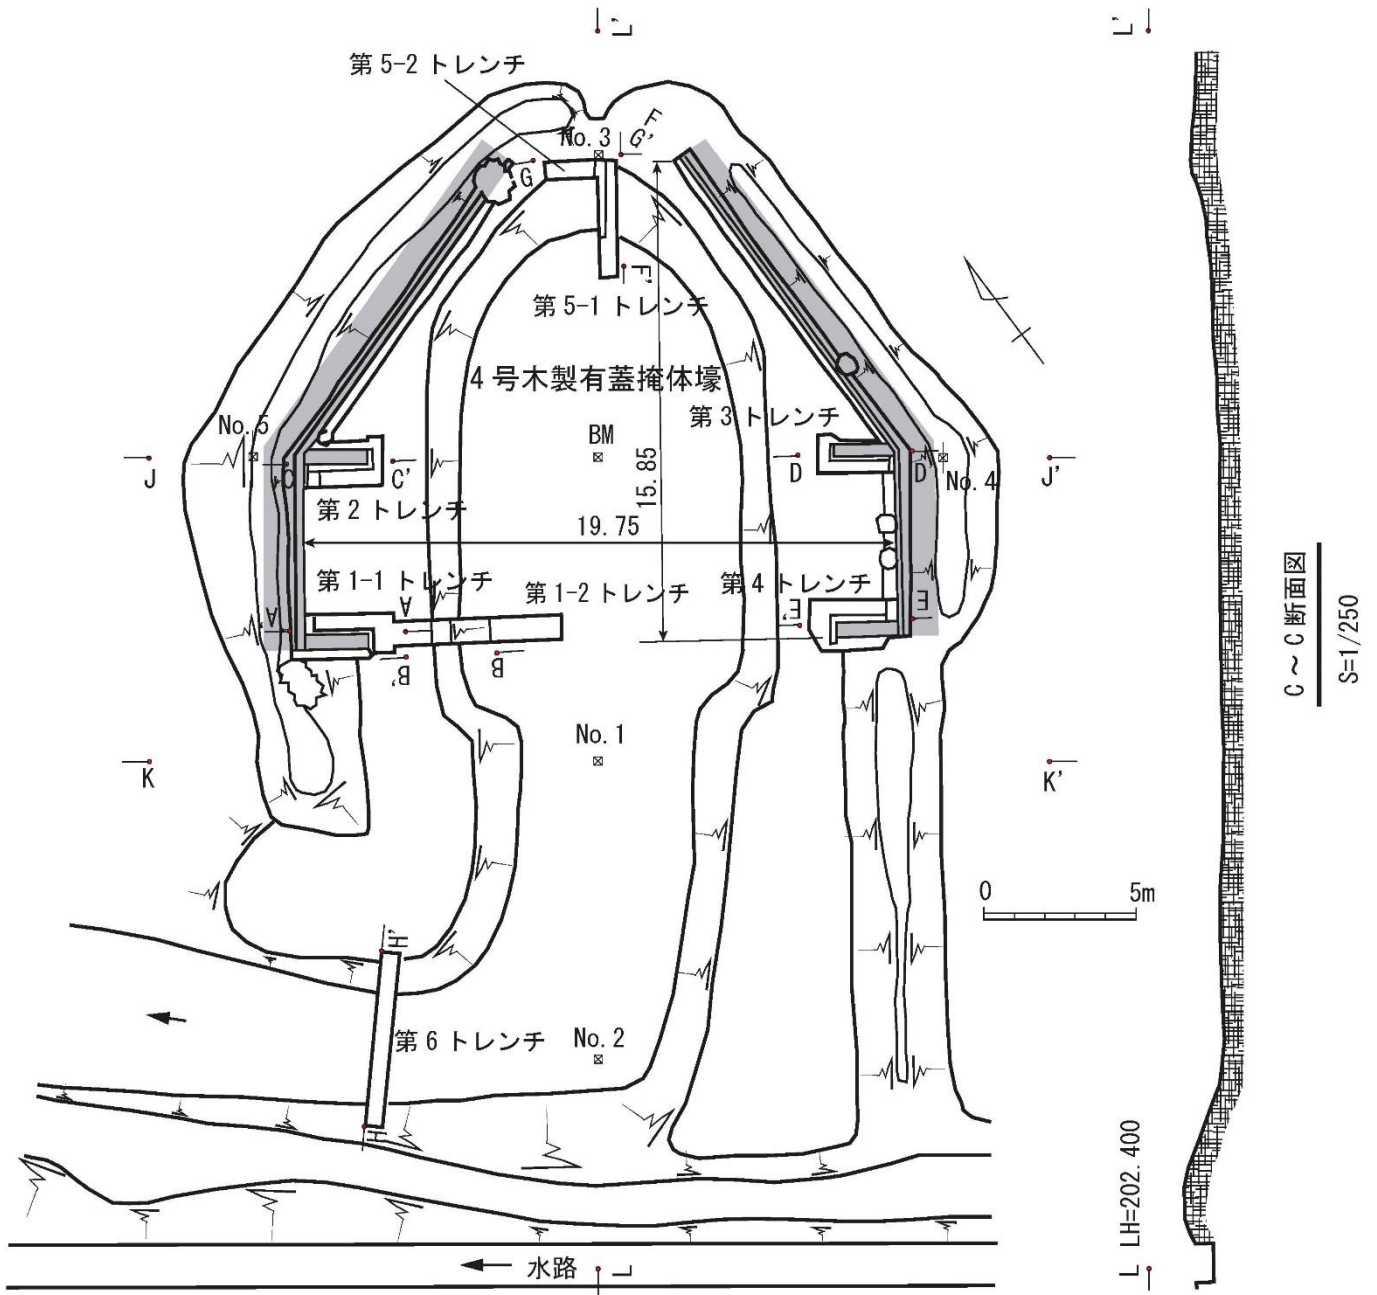 L'
L'
第 5-2 トレンチ
F
No. 3
G'
G
F'
第 5-1 トレンチ
4 号木製有蓋掩体壕
第 3 トレンチ
No. 5
BM
15.85
J
C
C'
D
D'
No. 4
J'
第 2 トレンチ
19.75
第 1-1 トレンチ
第 1-2 トレンチ
第 4 トレンチ
A'
A
E'
E
B'
B
No. 1
K
K'
0
5m
H'
第 6 トレンチ
No. 2
H
水路
L
L LH=202.400
C ~ C 断面図
S=1/250